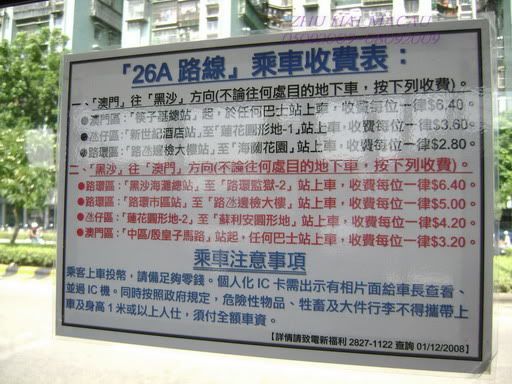 ZHU HAI MACAU
05092009-08092009
「26A 路線」乘車收費表：
一、「澳門」往「黑沙」方向(不論往何處目的地下車，按下列收費)。
●澳門區：「筷子基總站」起，於任何巴士站上車，收費每位一律$6.40。
●氹仔區：「新世紀酒店站」至「蓮花圓形地-1」站上車，收費每位一律$3.60。
●路環區：「路氹邊檢大樓站」至「海蘭花園」站上車，收費每位一律$2.80。
二、「黑沙」往「澳門」方向(不論往何處目的地下車，按下列收費)。
●路環區：「黑沙海灘總站」至「路環監獄-2」站上車，收費每位一律$6.40。
●路環區：「路環市區站」至「路氹邊檢大樓」站上車，收費每位一律$5.00。
●氹仔區：「蓮花圓形地-2」至「蘇利安圓形地」站上車，收費每位一律$4.20。
●澳門區：「中區/殷皇子馬路」站起，任何巴士站上車，收費每位一律$3.20。
乘車注意事項
乘客上車投幣，請備足夠零錢。個人化 IC 卡需出示有相片面給車長查看、
並過 IC 機。同時按照政府規定，危險性物品、牲畜及大件行李不得攜帶上
車及身高 1 米或以上人仕，須付全額車資。
【詳情請致電新福利 2827-1122 查詢 01/12/2008】